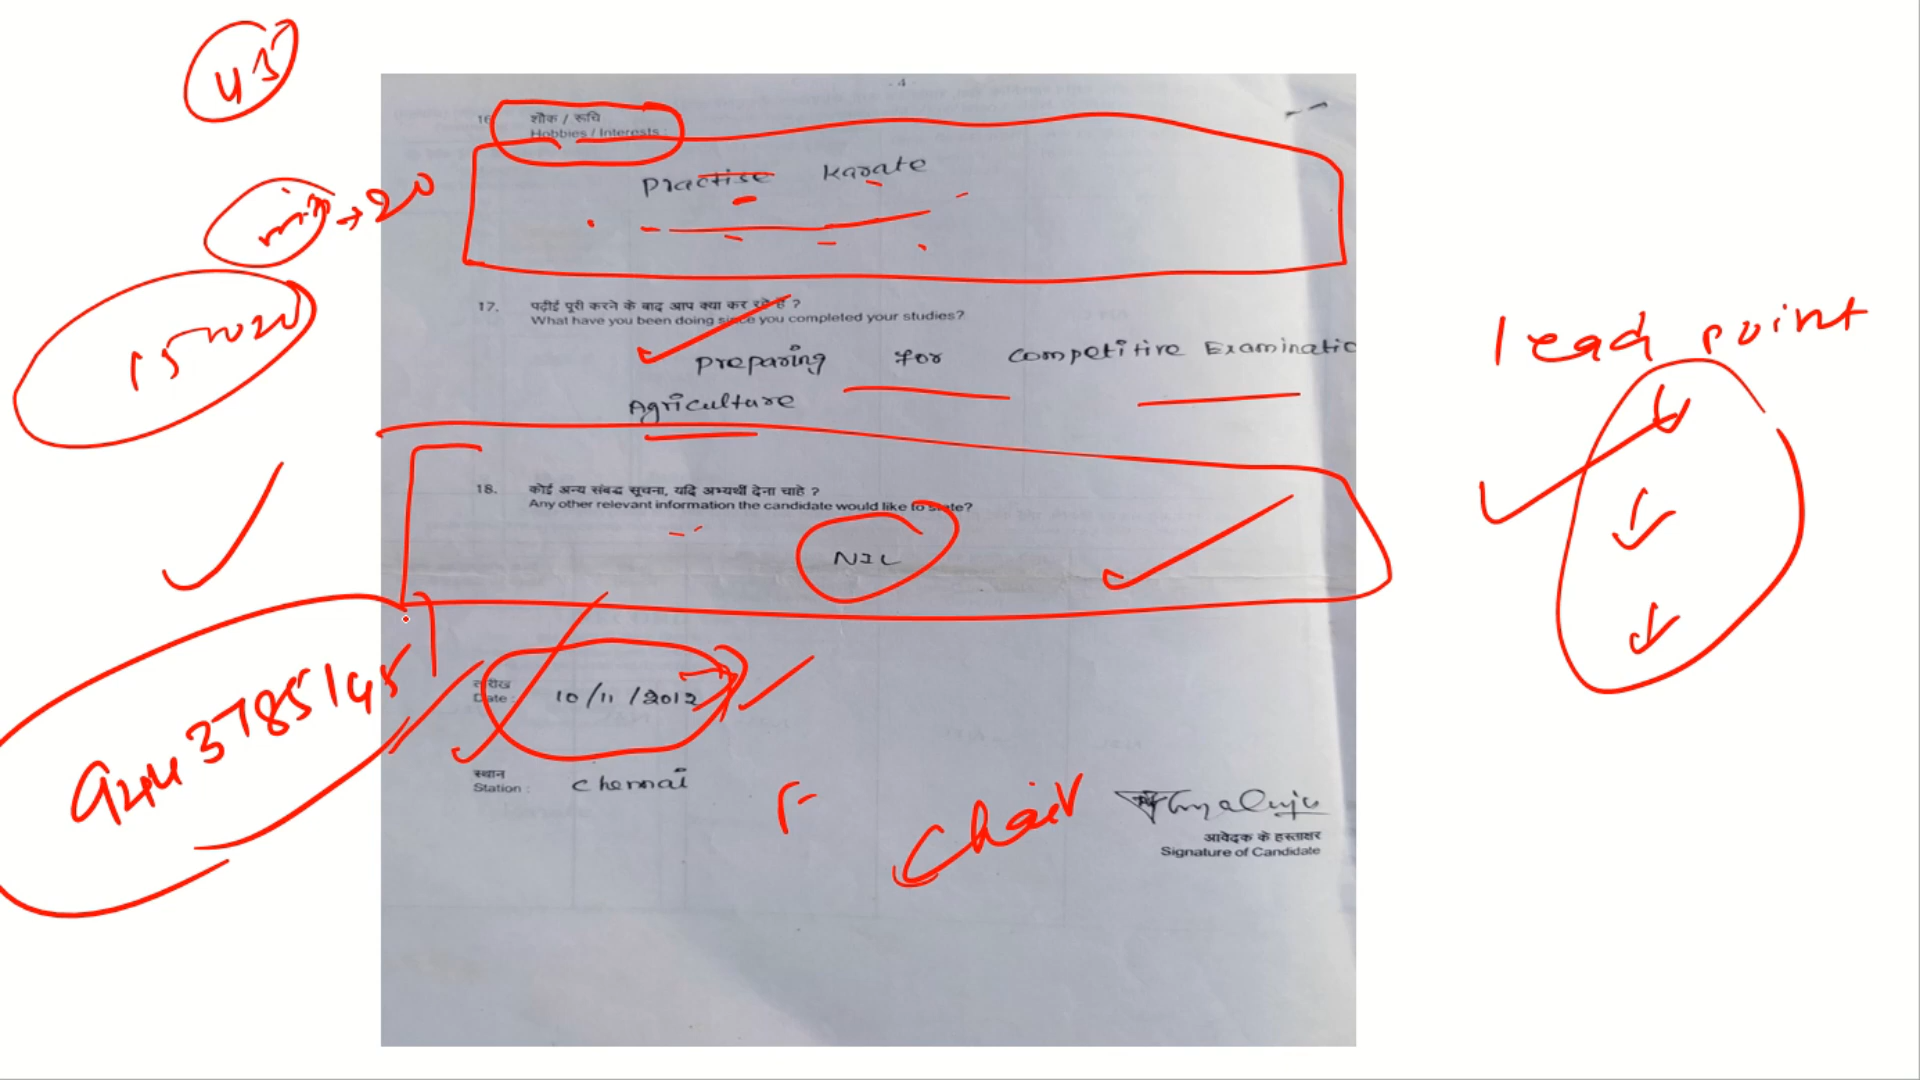 43
- 4 -
16
शौक / रूचि
Hobbies / Interests :
Practise Karate
min → 20
17. पढ़ीई पूरी करने के बाद आप क्या कर रहे हैं ?
What have you been doing since you completed your studies?
Preparing for Competitive Examinatio
Agriculture
lead point
18. कोई अन्य संबद्ध सूचना, यदि अभ्यर्थी देना चाहे ?
Any other relevant information the candidate would like to state?
NIL
तारीख
Date : 10/11/2012
स्थान
Station : Chennai
chair
आवेदक के हस्ताक्षर
Signature of Candidate